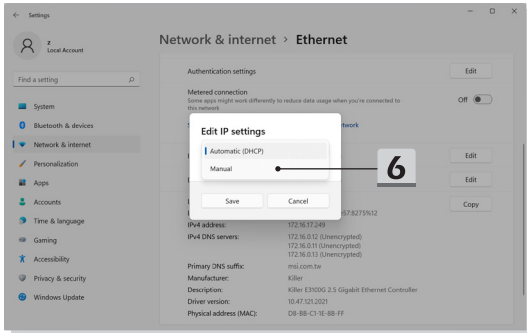 Settings
z
Local Account
Find a setting
System
Bluetooth & devices
Network & internet
Personalization
Apps
Accounts
Time & language
Gaming
Accessibility
Privacy & security
Windows Update
Network & internet > Ethernet
Authentication settings
Edit
Metered connection
Some apps might work differently to reduce data usage when you're connected to
this network
Off
Edit IP settings
Automatic (DHCP)
Manual
6
Save
Cancel
Edit
Edit
Copy
IPv4 address: 172.16.17.249
IPv4 DNS servers: 172.16.0.12 (Unencrypted)
172.16.0.11 (Unencrypted)
172.16.0.13 (Unencrypted)
Primary DNS suffix: msi.com.tw
Manufacturer: Killer
Description: Killer E3100G 2.5 Gigabit Ethernet Controller
Driver version: 10.47.121.2021
Physical address (MAC): D8-BB-C1-1E-8B-FF